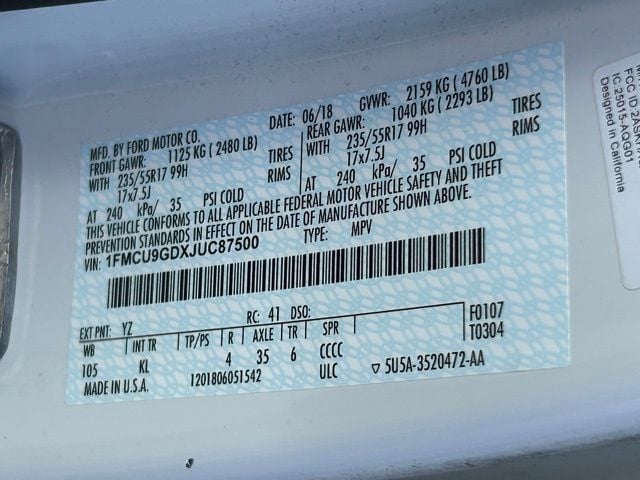 MFD. BY FORD MOTOR CO.
DATE: 06/18 GVWR: 2159 KG ( 4760 LB)
FRONT GAWR: 1125 KG ( 2480 LB)
REAR GAWR: 1040 KG ( 2293 LB)
WITH 235/55R17 99H TIRES
WITH 235/55R17 99H TIRES
17x7.5J RIMS
17x7.5J RIMS
AT 240 kPa/ 35 PSI COLD
AT 240 kPa/ 35 PSI COLD
THIS VEHICLE CONFORMS TO ALL APPLICABLE FEDERAL MOTOR VEHICLE SAFETY AND THEFT
PREVENTION STANDARDS IN EFFECT ON THE DATE OF MANUFACTURE SHOWN ABOVE.
VIN: 1FMCU9GDXJUC87500 TYPE: MPV
EXT PNT: YZ RC: 41 DSO: F0107
WB INT TR TP/PS R AXLE TR SPR T0304
105 KL 4 35 6 CCCC
MADE IN U.S.A. 1201806051542 ULC 5U5A-3520472-AA
IC: 25015-AQG01
Designed in California